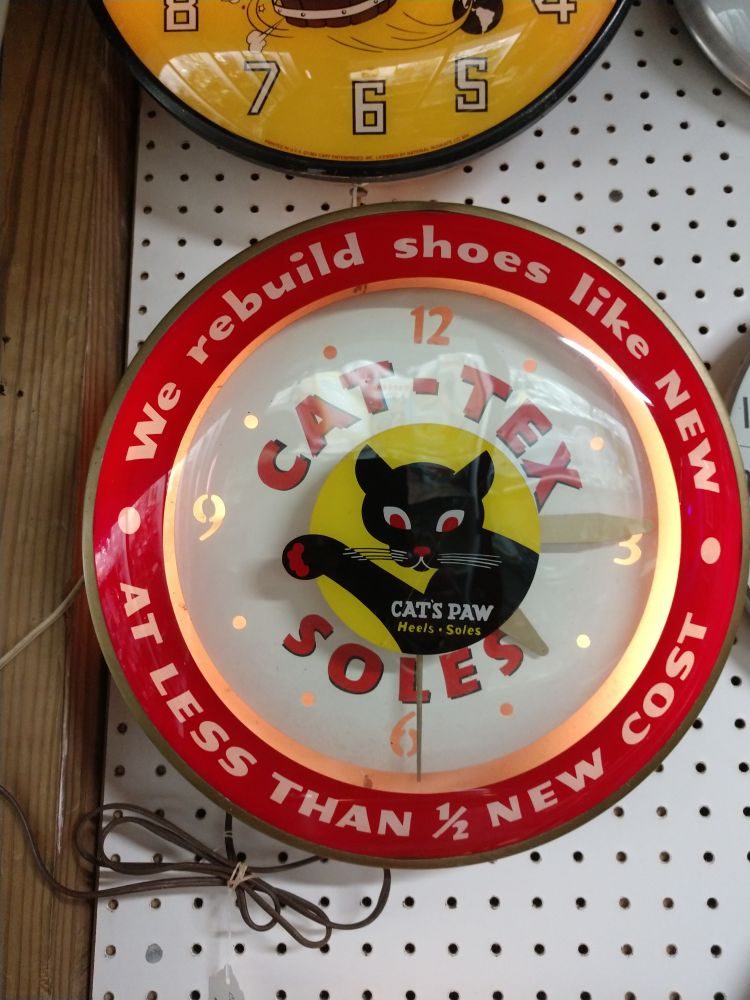 8
7
6
5
4
We rebuild shoes like NEW
12
CAT-TEX
9
3
CAT'S PAW
Heels • Soles
SOLES
6
AT LESS THAN ½ NEW COST